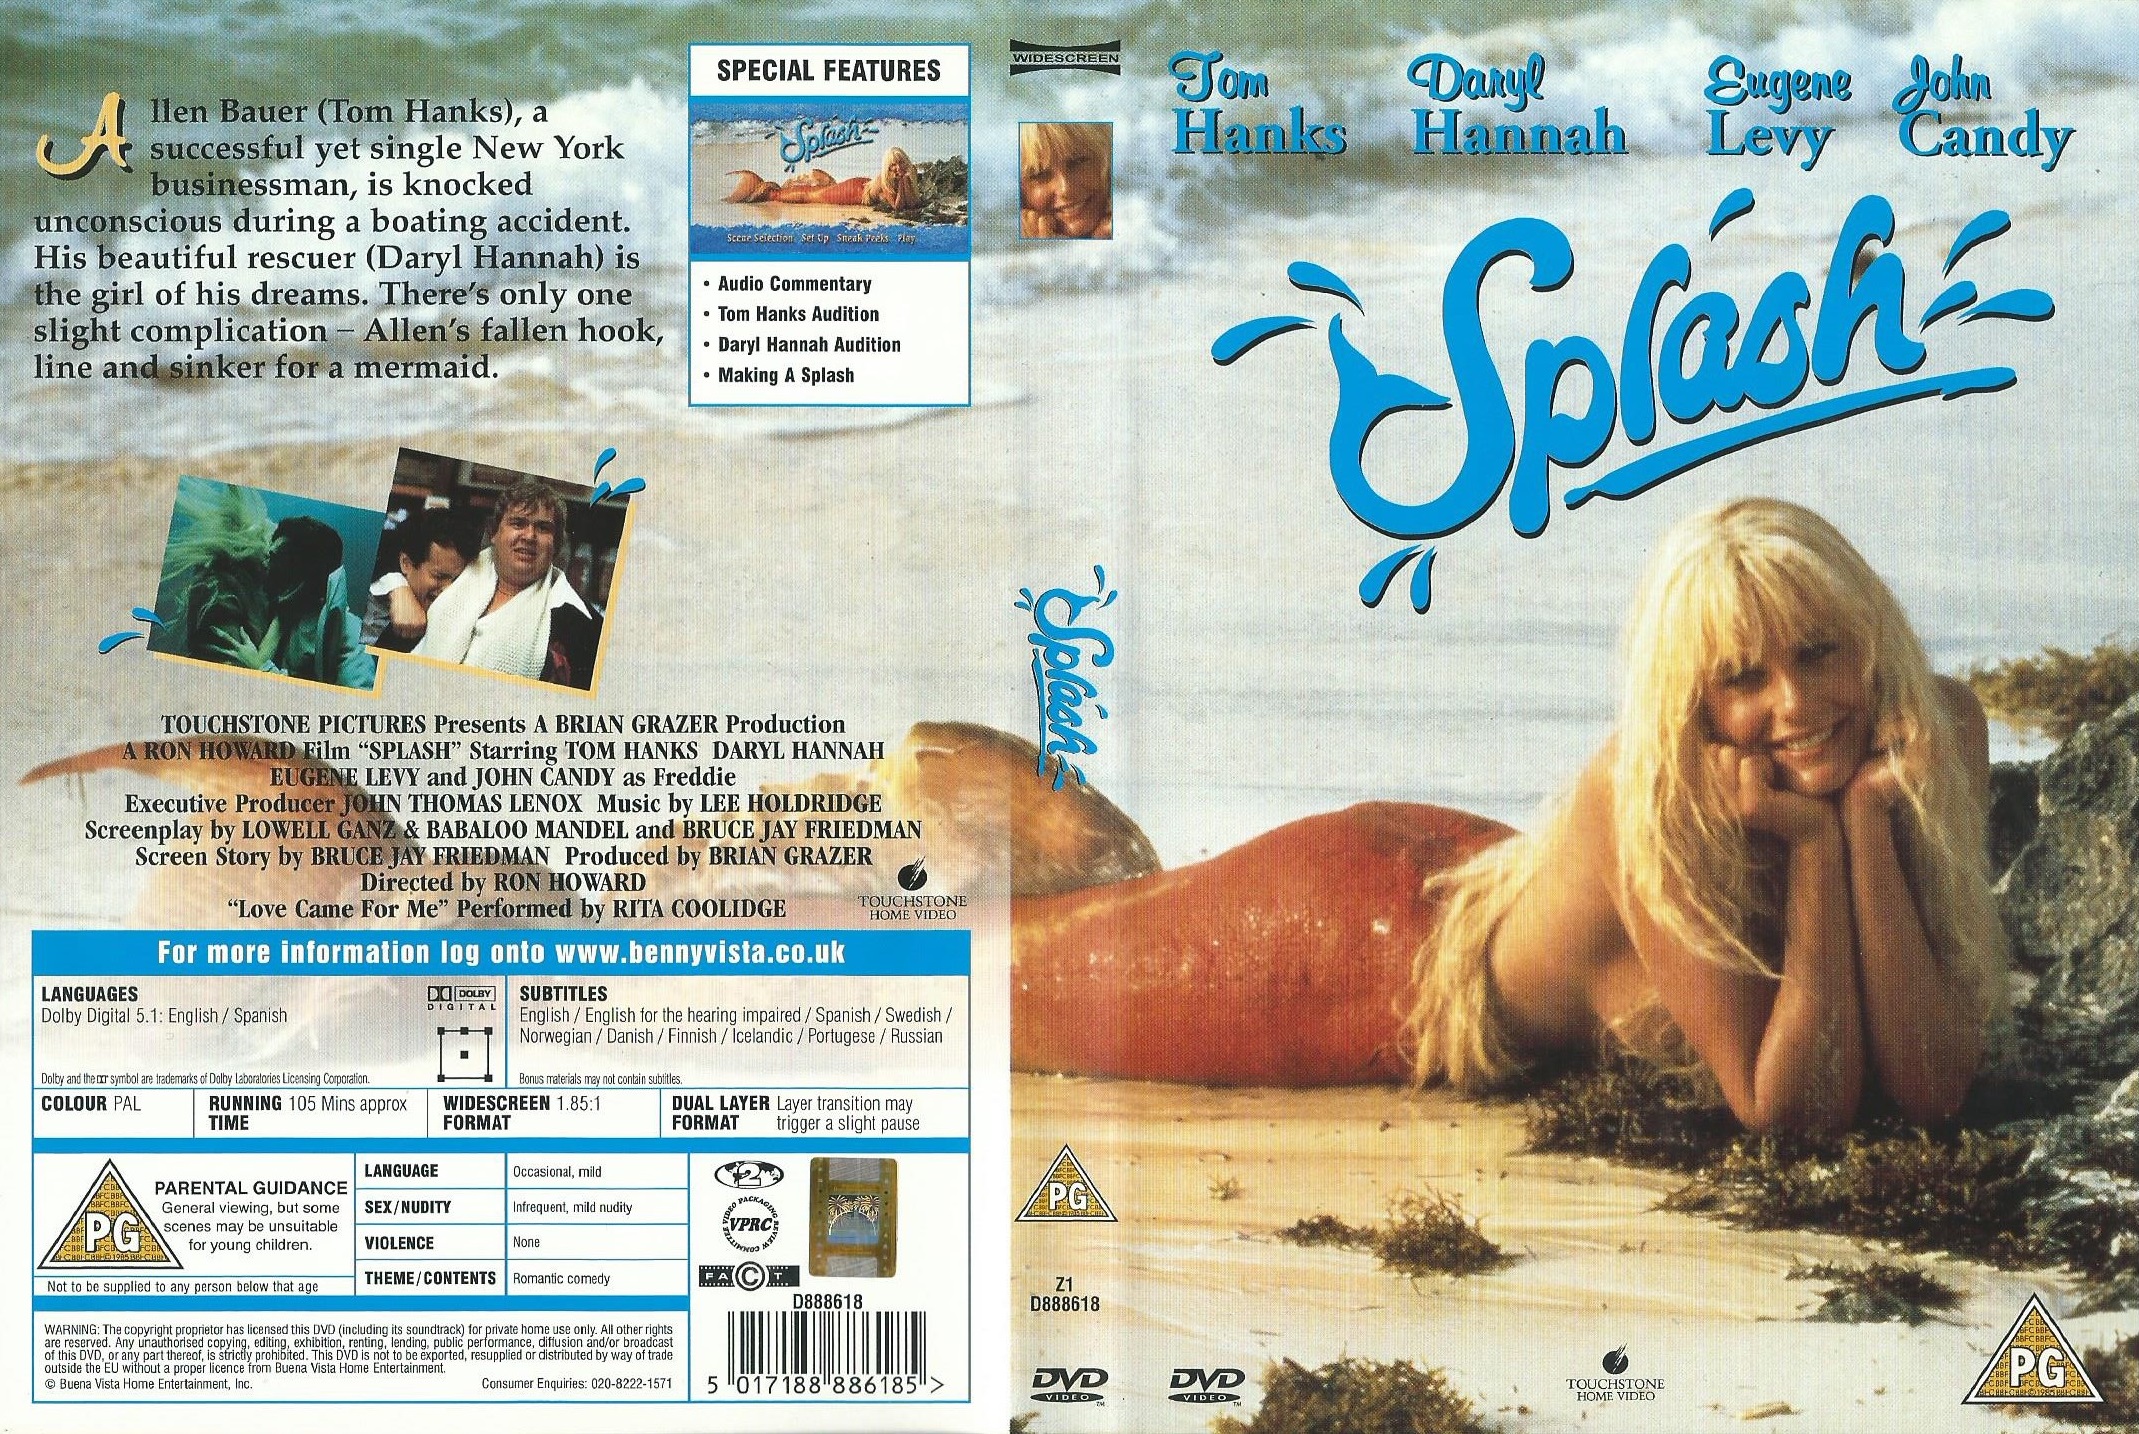 Allen Bauer (Tom Hanks), a
successful yet single New York
businessman, is knocked
unconscious during a boating accident.
His beautiful rescuer (Daryl Hannah) is
the girl of his dreams. There's only one
slight complication – Allen's fallen hook,
line and sinker for a mermaid.
SPECIAL FEATURES
Splash
Scene Selection Set Up Sneak Peeks Play
• Audio Commentary
• Tom Hanks Audition
• Daryl Hannah Audition
• Making A Splash
TOUCHSTONE PICTURES Presents A BRIAN GRAZER Production
A RON HOWARD Film "SPLASH" Starring TOM HANKS DARYL HANNAH
EUGENE LEVY and JOHN CANDY as Freddie
Executive Producer JOHN THOMAS LENOX Music by LEE HOLDRIDGE
Screenplay by LOWELL GANZ & BABALOO MANDEL and BRUCE JAY FRIEDMAN
Screen Story by BRUCE JAY FRIEDMAN Produced by BRIAN GRAZER
Directed by RON HOWARD
"Love Came For Me" Performed by RITA COOLIDGE
TOUCHSTONE
HOME VIDEO
For more information log onto www.bennyvista.co.uk
LANGUAGES
Dolby Digital 5.1: English / Spanish
DOLBY
DIGITAL
Dolby and the symbol are trademarks of Dolby Laboratories Licensing Corporation.
SUBTITLES
English / English for the hearing impaired / Spanish / Swedish /
Norwegian / Danish / Finnish / Icelandic / Portugese / Russian
Bonus materials may not contain subtitles.
COLOUR PAL
RUNNING 105 Mins approx
TIME
WIDESCREEN 1.85:1
FORMAT
DUAL LAYER Layer transition may
FORMAT trigger a slight pause
PG
PARENTAL GUIDANCE
General viewing, but some
scenes may be unsuitable
for young children.
Not to be supplied to any person below that age
LANGUAGE Occasional, mild
SEX/NUDITY Infrequent, mild nudity
VIOLENCE None
THEME/CONTENTS Romantic comedy
2
VIDEO PACKAGING REVIEW COMMITTEE
VPRC
FACT
D888618
5 017188 886185 >
WARNING: The copyright proprietor has licensed this DVD (including its soundtrack) for private home use only. All other rights
are reserved. Any unauthorised copying, editing, exhibition, renting, lending, public performance, diffusion and/or broadcast
of this DVD, or any part thereof, is strictly prohibited. This DVD is not to be exported, resupplied or distributed by way of trade
outside the EU without a proper licence from Buena Vista Home Entertainment.
© Buena Vista Home Entertainment, Inc.
Consumer Enquiries: 020-8222-1571
WIDESCREEN
Splash
PG
Z1
D888618
DVD
VIDEO
TM
Tom Hanks
Daryl Hannah
Eugene Levy
John Candy
Splash
DVD
VIDEO
TM
TOUCHSTONE
HOME VIDEO
PG